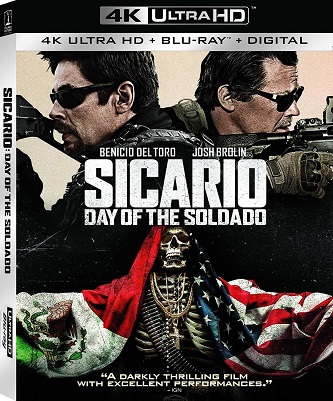 4K ULTRA HD
4K ULTRA HD + BLU-RAY + DIGITAL
BENICIO DEL TORO JOSH BROLIN
SICARIO
DAY OF THE SOLDADO
"A DARKLY THRILLING FILM
WITH EXCELLENT PERFORMANCES."
- IGN
SICARIO: DAY OF THE SOLDADO